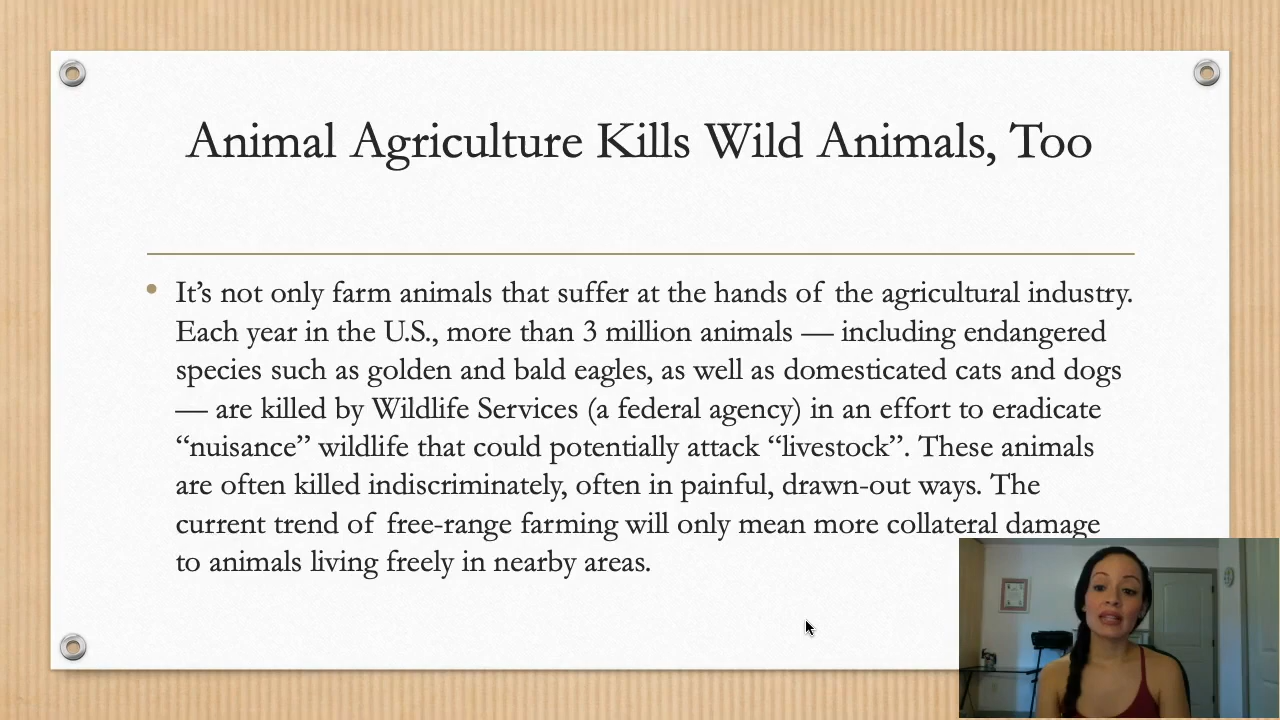 Animal Agriculture Kills Wild Animals, Too
• It’s not only farm animals that suffer at the hands of the agricultural industry.
Each year in the U.S., more than 3 million animals — including endangered
species such as golden and bald eagles, as well as domesticated cats and dogs
— are killed by Wildlife Services (a federal agency) in an effort to eradicate
“nuisance” wildlife that could potentially attack “livestock”. These animals
are often killed indiscriminately, often in painful, drawn-out ways. The
current trend of free-range farming will only mean more collateral damage
to animals living freely in nearby areas.